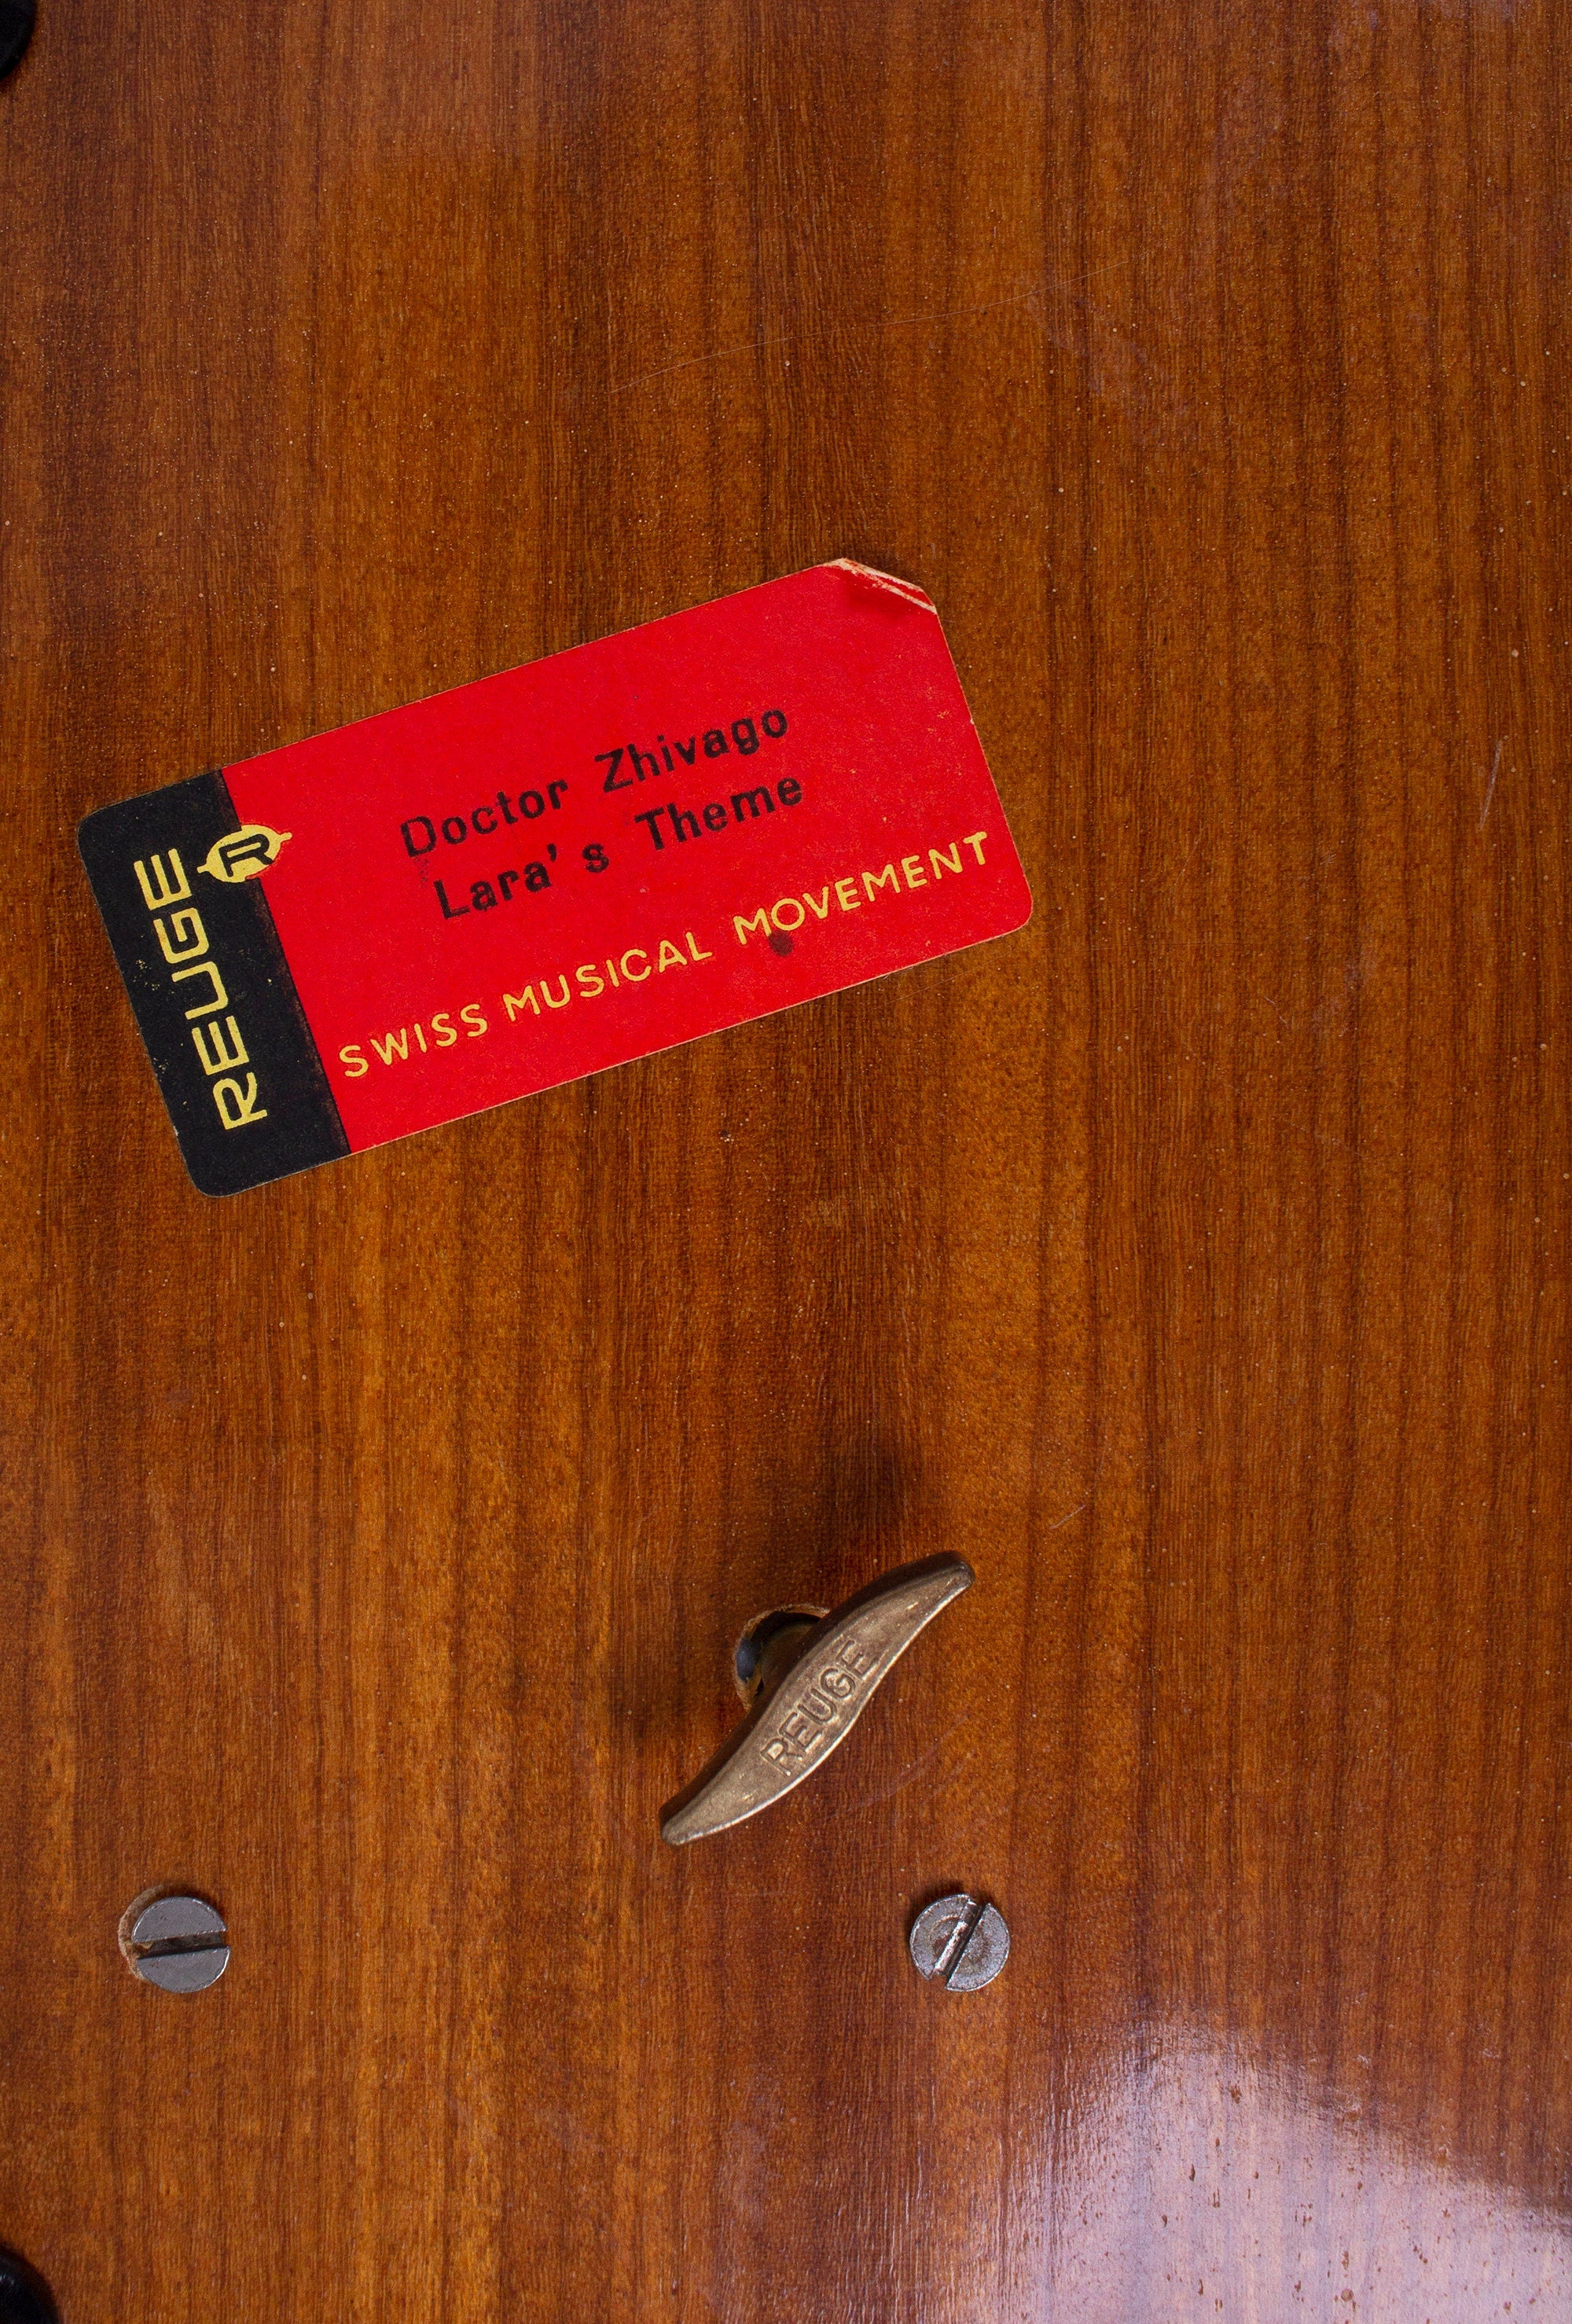 REUGE
R
Doctor Zhivago
Lara's Theme
SWISS MUSICAL MOVEMENT
REUGE